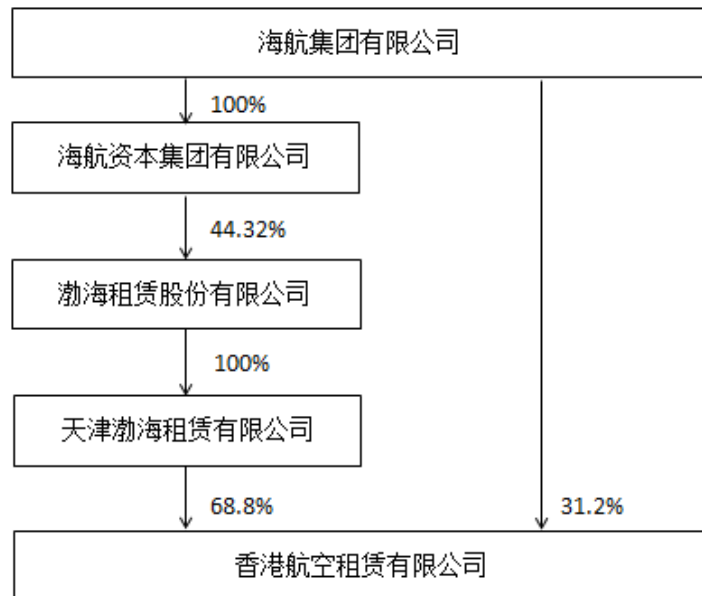 海航集团有限公司
100%
海航资本集团有限公司
44.32%
渤海租赁股份有限公司
100%
天津渤海租赁有限公司
68.8%
31.2%
香港航空租赁有限公司